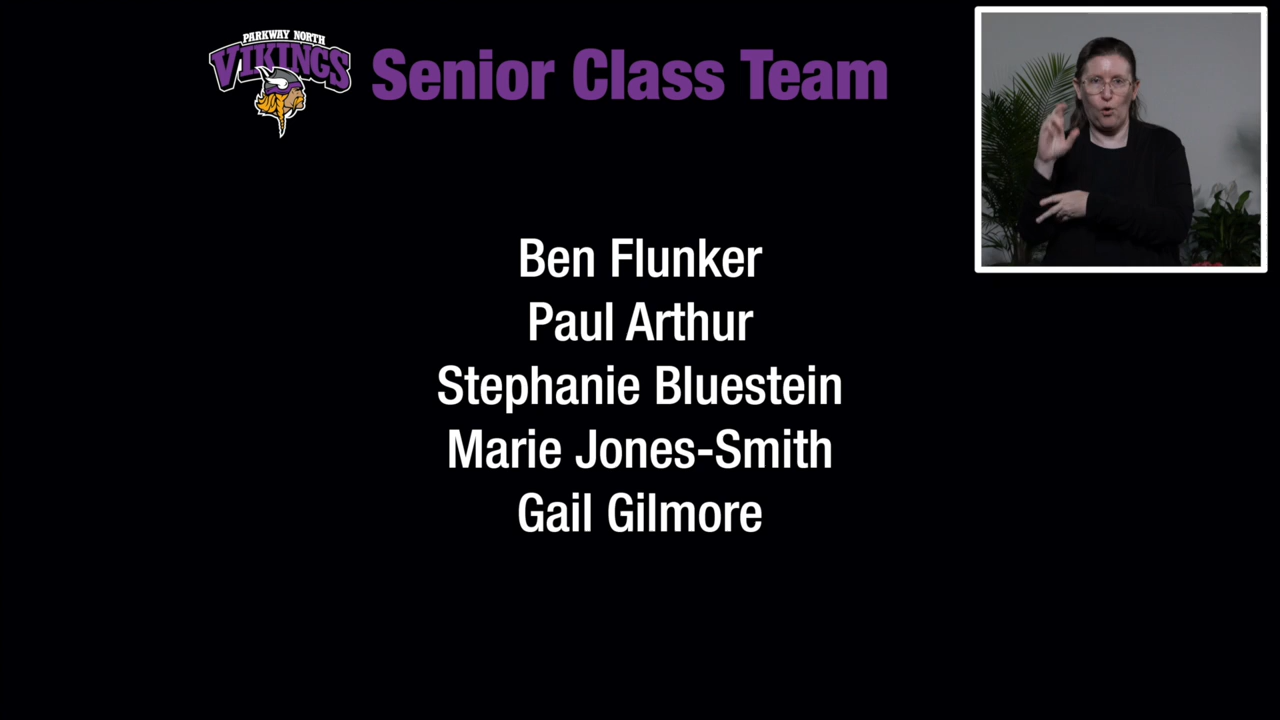 PARKWAY NORTH
VIKINGS
Senior Class Team
Ben Flunker
Paul Arthur
Stephanie Bluestein
Marie Jones-Smith
Gail Gilmore